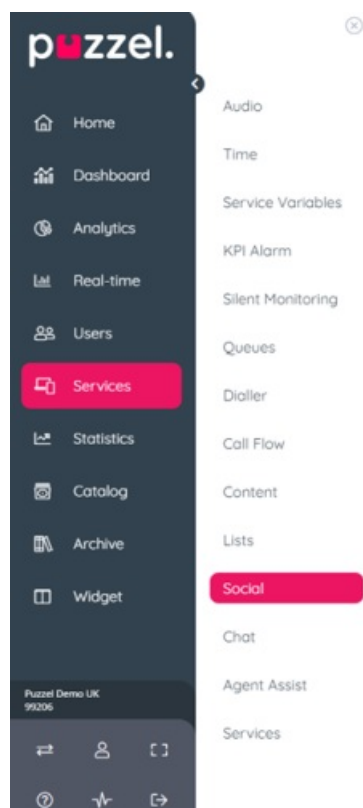 puzzel.
Home
Dashboard
Analytics
Real-time
Users
Services
Statistics
Catalog
Archive
Widget
Puzzel Demo UK
99206
Audio
Time
Service Variables
KPI Alarm
Silent Monitoring
Queues
Dialler
Call Flow
Content
Lists
Social
Chat
Agent Assist
Services